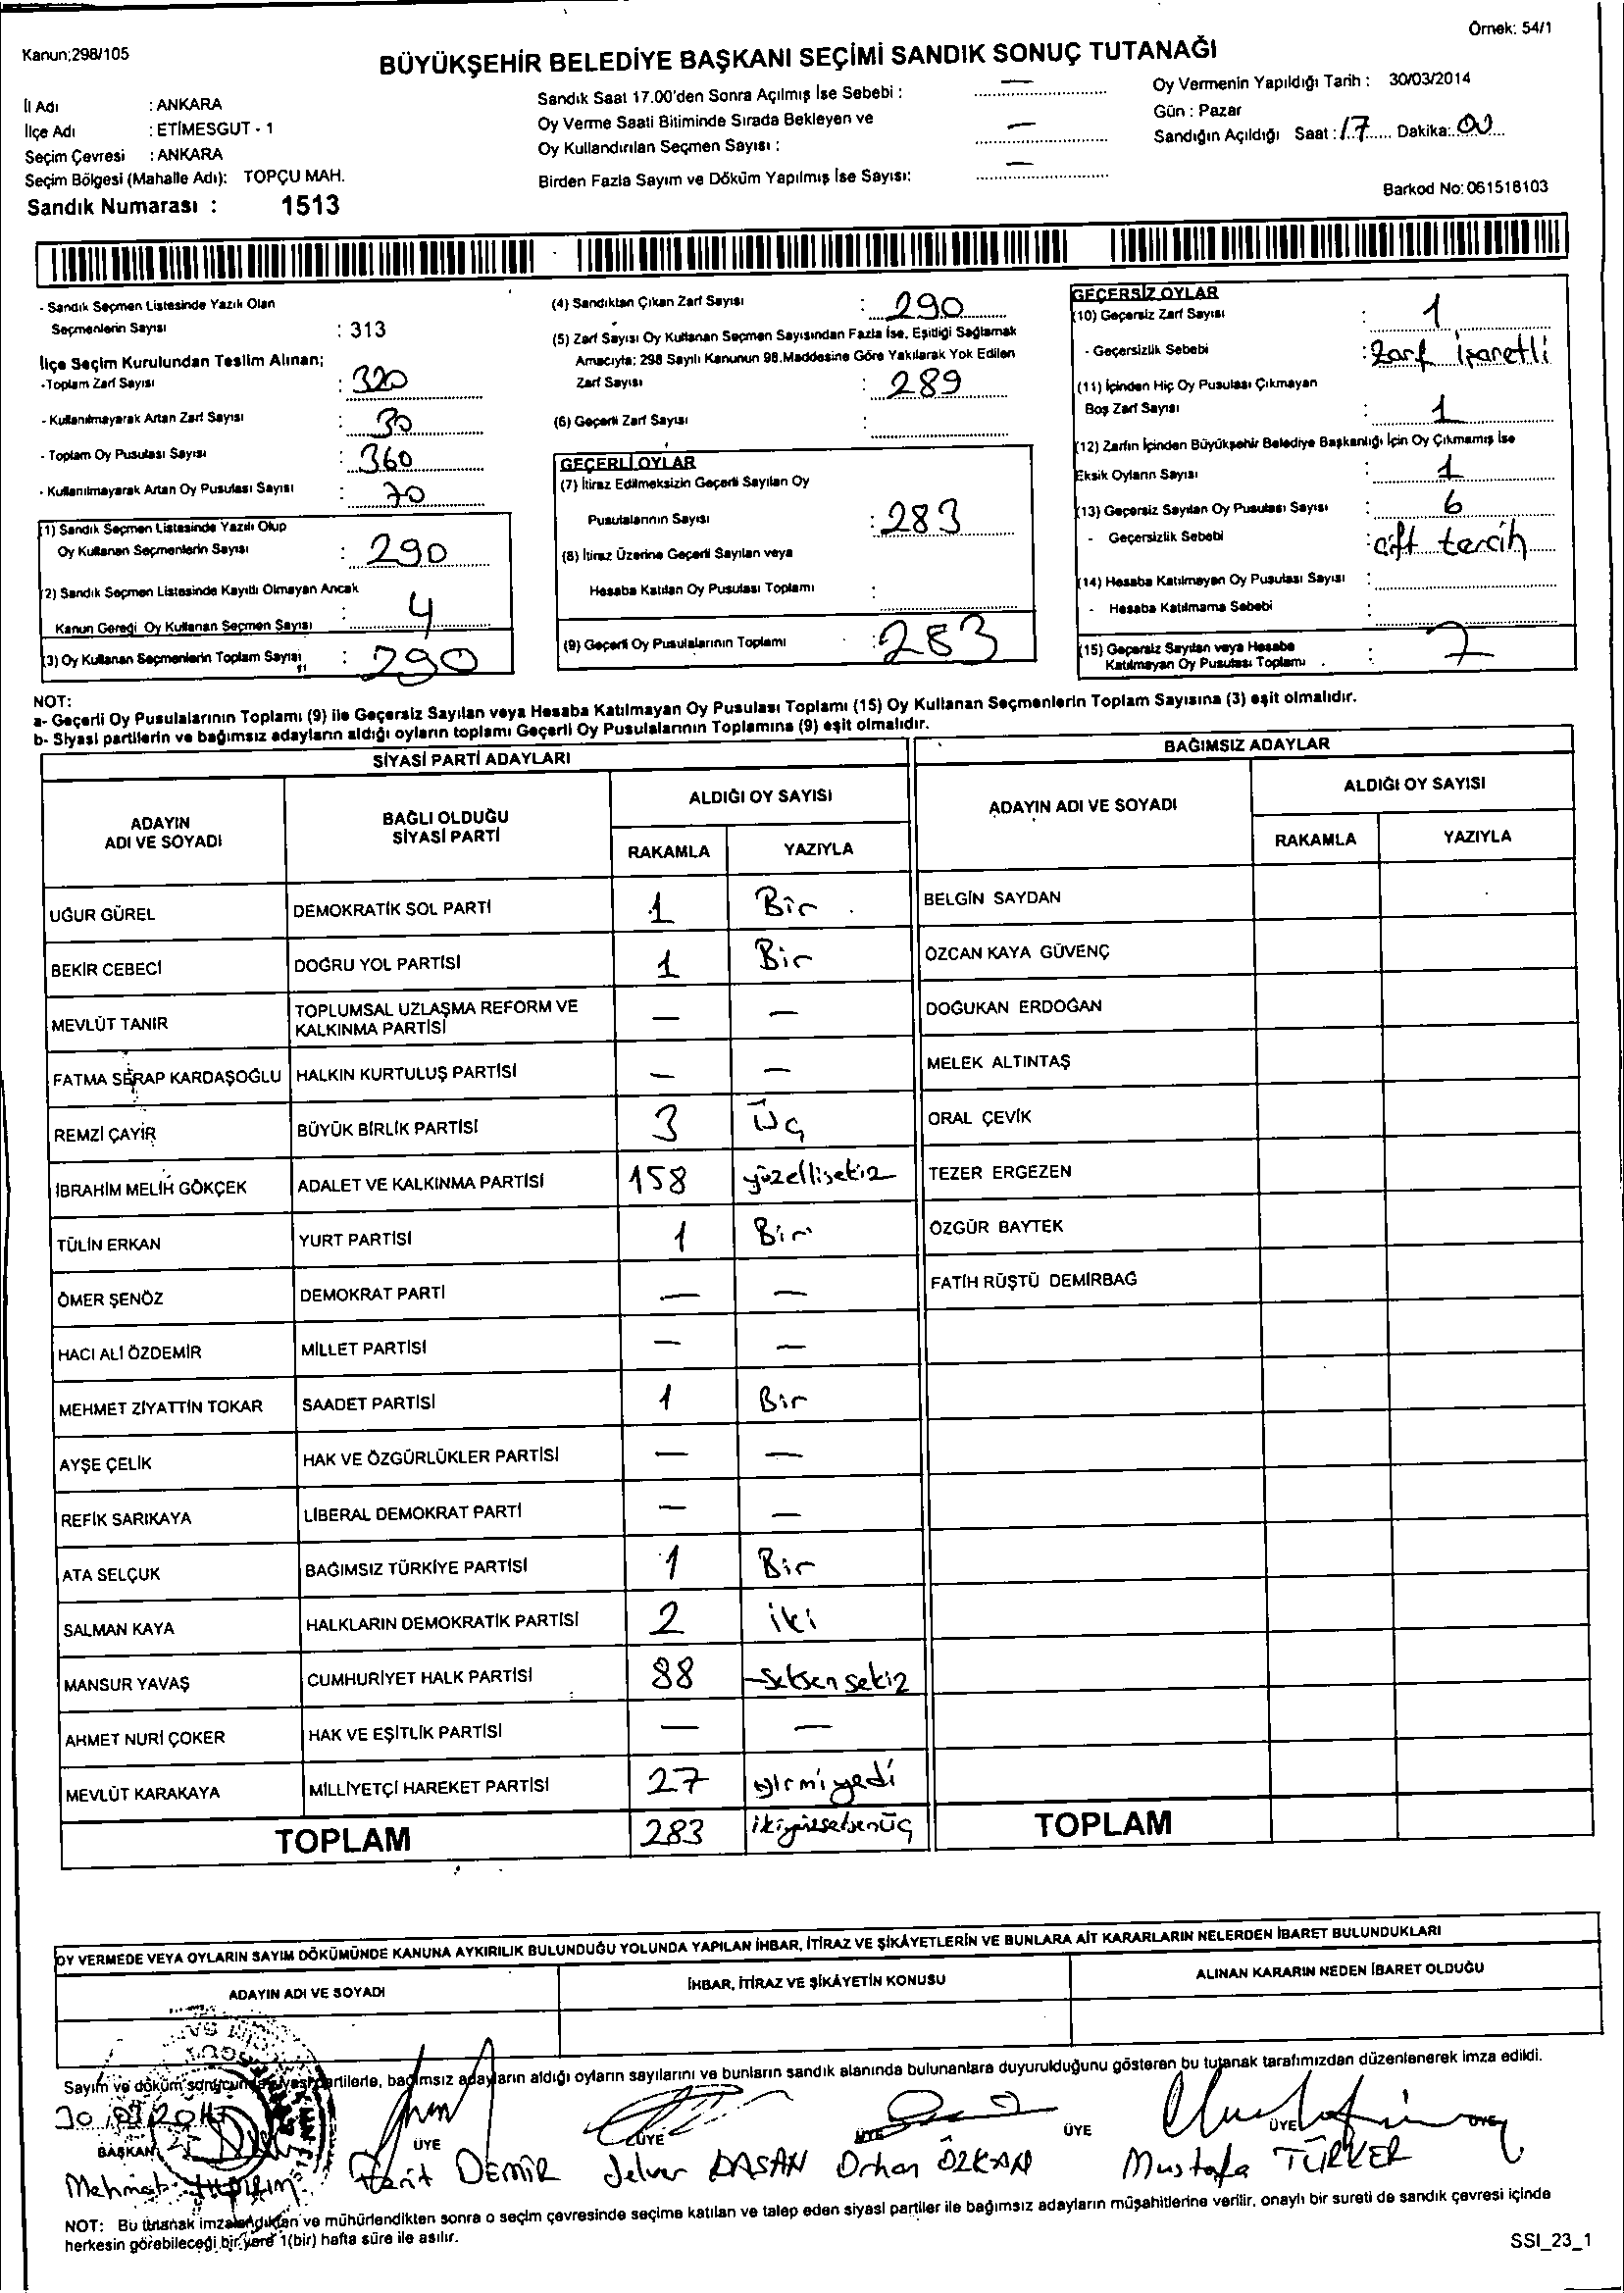 Örnek: 54/1
Kanun:298/105
BÜYÜKŞEHİR BELEDİYE BAŞKANI SEÇİMİ SANDIK SONUÇ TUTANAĞI
İl Adı : ANKARA
İlçe Adı : ETİMESGUT - 1
Seçim Çevresi : ANKARA
Seçim Bölgesi (Mahalle Adı): TOPÇU MAH.
Sandık Numarası : 1513
Sandık Saat 17.00'den Sonra Açılmış İse Sebebi : —
Oy Verme Saati Bitiminde Sırada Bekleyen ve
Oy Kullandırılan Seçmen Sayısı : —
Birden Fazla Sayım ve Döküm Yapılmış İse Sayısı: —
Oy Vermenin Yapıldığı Tarih : 30/03/2014
Gün : Pazar
Sandığın Açıldığı Saat : 17 Dakika: 00
Barkod No: 061518103
- Sandık Seçmen Listesinde Yazılı Olan
Seçmenlerin Sayısı : 313
İlçe Seçim Kurulundan Teslim Alınan;
-Toplam Zarf Sayısı : 320
- Kullanılmayarak Artan Zarf Sayısı : 30
- Toplam Oy Pusulası Sayısı : 360
- Kullanılmayarak Artan Oy Pusulası Sayısı : 70
(1) Sandık Seçmen Listesinde Yazılı Olup
Oy Kullanan Seçmenlerin Sayısı : 290
(2) Sandık Seçmen Listesinde Kayıtlı Olmayan Ancak
Kanun Gereği Oy Kullanan Seçmen Sayısı : 4
(3) Oy Kullanan Seçmenlerin Toplam Sayısı : 290
(4) Sandıktan Çıkan Zarf Sayısı : 290
(5) Zarf Sayısı Oy Kullanan Seçmen Sayısından Fazla İse, Eşitliği Sağlamak
Amacıyla; 298 Sayılı Kanunun 98.Maddesine Göre Yakılarak Yok Edilen
Zarf Sayısı : 289
(6) Geçerli Zarf Sayısı :
GEÇERLİ OYLAR
(7) İtiraz Edilmeksizin Geçerli Sayılan Oy
Pusulalarının Sayısı : 283
(8) İtiraz Üzerine Geçerli Sayılan veya
Hesaba Katılan Oy Pusulası Toplamı :
(9) Geçerli Oy Pusulalarının Toplamı : 283
GEÇERSİZ OYLAR
(10) Geçersiz Zarf Sayısı : 1
- Geçersizlik Sebebi : Zarf işaretli
(11) İçinden Hiç Oy Pusulası Çıkmayan
Boş Zarf Sayısı : 1
(12) Zarfın İçinden Büyükşehir Belediye Başkanlığı İçin Oy Çıkmamış İse
Eksik Oyların Sayısı : 1
(13) Geçersiz Sayılan Oy Pusulası Sayısı : 6
- Geçersizlik Sebebi : çift tercih
(14) Hesaba Katılmayan Oy Pusulası Sayısı :
- Hesaba Katılmama Sebebi :
(15) Geçersiz Sayılan veya Hesaba
Katılmayan Oy Pusulası Toplamı : 7
NOT:
a- Geçerli Oy Pusulalarının Toplamı (9) ile Geçersiz Sayılan veya Hesaba Katılmayan Oy Pusulası Toplamı (15) Oy Kullanan Seçmenlerin Toplam Sayısına (3) eşit olmalıdır.
b- Siyasi partilerin ve bağımsız adayların aldığı oyların toplamı Geçerli Oy Pusulalarının Toplamına (9) eşit olmalıdır.
SİYASİ PARTİ ADAYLARI
ADAYIN ADI VE SOYADI BAĞLI OLDUĞU SİYASİ PARTİ ALDIĞI OY SAYISI
RAKAMLA YAZIYLA
UĞUR GÜREL DEMOKRATİK SOL PARTİ 1 Bir
BEKİR CEBECİ DOĞRU YOL PARTİSİ 1 Bir
MEVLÜT TANIR TOPLUMSAL UZLAŞMA REFORM VE KALKINMA PARTİSİ — —
FATMA SERAP KARDAŞOĞLU HALKIN KURTULUŞ PARTİSİ — —
REMZİ ÇAYIR BÜYÜK BİRLİK PARTİSİ 3 Üç
İBRAHİM MELİH GÖKÇEK ADALET VE KALKINMA PARTİSİ 158 yüzellisekiz
TÜLİN ERKAN YURT PARTİSİ 1 Bir
ÖMER ŞENÖZ DEMOKRAT PARTİ — —
HACI ALİ ÖZDEMİR MİLLET PARTİSİ — —
MEHMET ZİYATTİN TOKAR SAADET PARTİSİ 1 Bir
AYŞE ÇELİK HAK VE ÖZGÜRLÜKLER PARTİSİ — —
REFİK SARIKAYA LİBERAL DEMOKRAT PARTİ — —
ATA SELÇUK BAĞIMSIZ TÜRKİYE PARTİSİ 1 Bir
SALMAN KAYA HALKLARIN DEMOKRATİK PARTİSİ 2 iki
MANSUR YAVAŞ CUMHURİYET HALK PARTİSİ 88 Seksen sekiz
AHMET NURİ ÇOKER HAK VE EŞİTLİK PARTİSİ — —
MEVLÜT KARAKAYA MİLLİYETÇİ HAREKET PARTİSİ 27 yirmi yedi
TOPLAM 283 ikiyüzseksenüç
BAĞIMSIZ ADAYLAR
ADAYIN ADI VE SOYADI ALDIĞI OY SAYISI
RAKAMLA YAZIYLA
BELGİN SAYDAN
ÖZCAN KAYA GÜVENÇ
DOĞUKAN ERDOĞAN
MELEK ALTINTAŞ
ORAL ÇEVİK
TEZER ERGEZEN
ÖZGÜR BAYTEK
FATİH RÜŞTÜ DEMİRBAĞ
TOPLAM
OY VERMEDE VEYA OYLARIN SAYIM DÖKÜMÜNDE KANUNA AYKIRILIK BULUNDUĞU YOLUNDA YAPILAN İHBAR, İTİRAZ VE ŞİKÂYETLERİN VE BUNLARA AİT KARARLARIN NELERDEN İBARET BULUNDUKLARI
ADAYIN ADI VE SOYADI İHBAR, İTİRAZ VE ŞİKÂYETİN KONUSU ALINAN KARARIN NEDEN İBARET OLDUĞU
Sayım ve döküm sonucunda siyasi partilerle, bağımsız adayların aldığı oyların sayılarını ve bunların sandık alanında bulunanlara duyurulduğunu gösteren bu tutanak tarafımızdan düzenlenerek imza edildi.
BAŞKAN ÜYE ÜYE ÜYE ÜYE ÜYE ÜYE
Mehmet Ferit DEMİR DASAN Orhan ÖZKAN Mustafa TÜRKER
NOT: Bu tutanak imzalandıktan ve mühürlendikten sonra o seçim çevresinde seçime katılan ve talep eden siyasi partiler ile bağımsız adayların müşahitlerine verilir, onaylı bir sureti de sandık çevresi içinde
herkesin görebileceği bir yere 1(bir) hafta süre ile asılır.
SSI_23_1